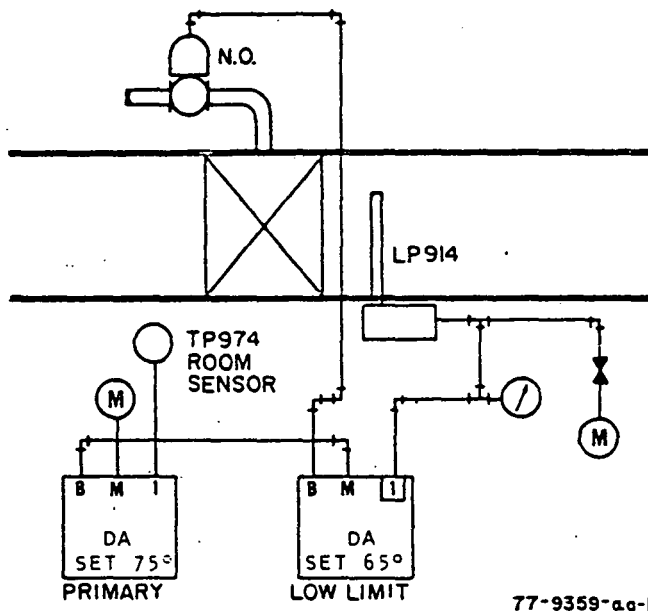 N.O.
LP914
TP974
ROOM
SENSOR
M
M
B M 1
DA
SET 75°
PRIMARY
B M 1
DA
SET 65°
LOW LIMIT
77-9359-aa-